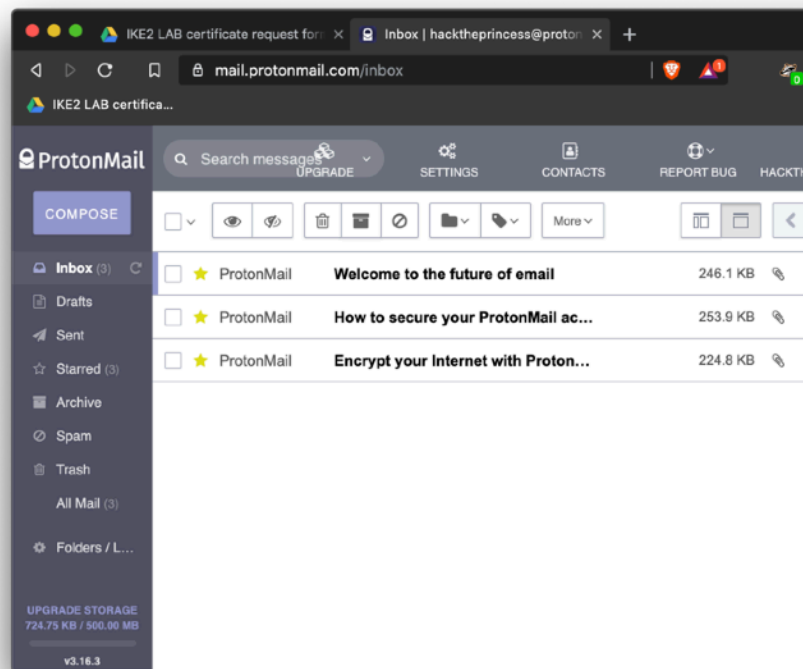 IKE2 LAB certificate request for
Inbox | hacktheprincess@proton
mail.protonmail.com/inbox
1
0
IKE2 LAB certifica...
ProtonMail
Search messages
UPGRADE
SETTINGS
CONTACTS
REPORT BUG
HACKTH
COMPOSE
More
Inbox (3)
ProtonMail Welcome to the future of email 246.1 KB
Drafts
ProtonMail How to secure your ProtonMail ac... 253.9 KB
Sent
Starred (3)
ProtonMail Encrypt your Internet with Proton... 224.8 KB
Archive
Spam
Trash
All Mail (3)
Folders / L...
UPGRADE STORAGE
724.75 KB / 500.00 MB
v3.16.3